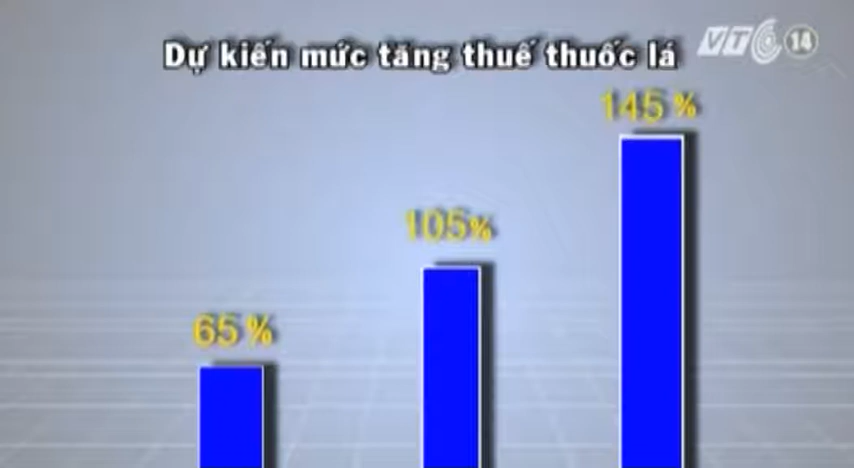 Dự kiến mức tăng thuế thuốc lá
VTC 14
145 %
105%
65 %